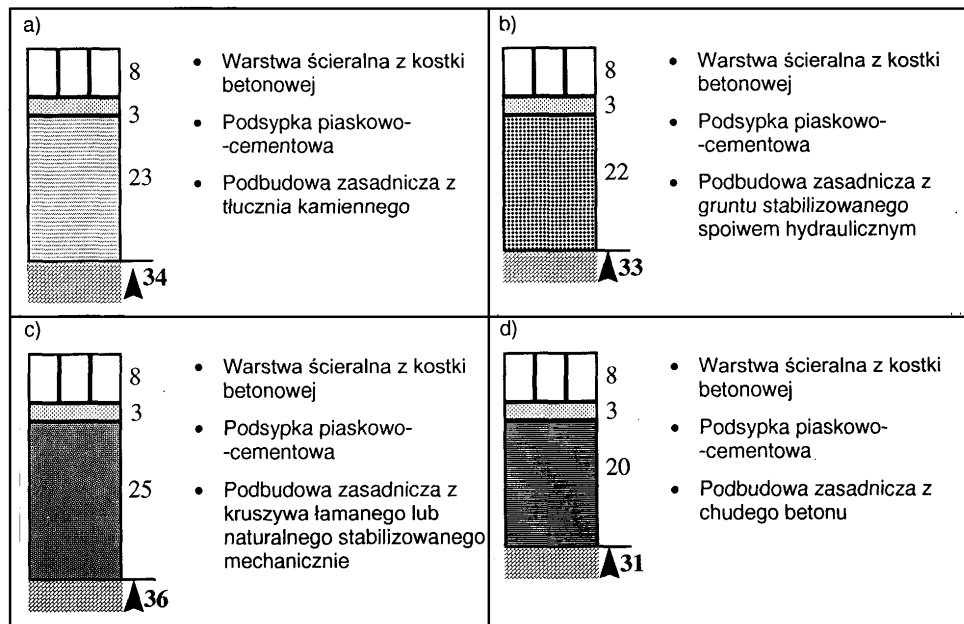 a)
8
3
23
34
• Warstwa ścieralna z kostki
betonowej
• Podsypka piaskowo-
-cementowa
• Podbudowa zasadnicza z
tłucznia kamiennego
b)
8
3
22
33
• Warstwa ścieralna z kostki
betonowej
• Podsypka piaskowo-
-cementowa
• Podbudowa zasadnicza z
gruntu stabilizowanego
spoiwem hydraulicznym
c)
8
3
25
36
• Warstwa ścieralna z kostki
betonowej
• Podsypka piaskowo-
-cementowa
• Podbudowa zasadnicza z
kruszywa łamanego lub
naturalnego stabilizowanego
mechanicznie
d)
8
3
20
31
• Warstwa ścieralna z kostki
betonowej
• Podsypka piaskowo-
-cementowa
• Podbudowa zasadnicza z
chudego betonu